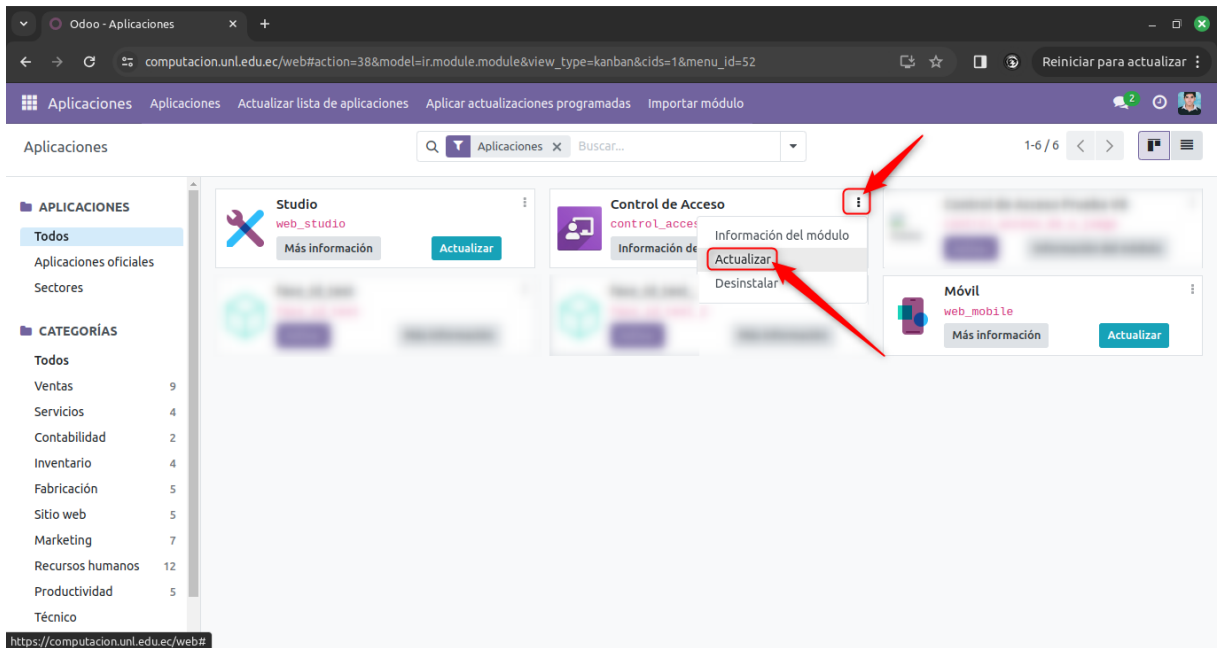 Odoo - Aplicaciones
computacion.unl.edu.ec/web#action=38&model=ir.module.module&view_type=kanban&cids=1&menu_id=52
Reiniciar para actualizar
Aplicaciones Aplicaciones Actualizar lista de aplicaciones Aplicar actualizaciones programadas Importar módulo
2
Aplicaciones
Aplicaciones Buscar...
1-6 / 6
APLICACIONES
Todos
Aplicaciones oficiales
Sectores
CATEGORÍAS
Todos
Ventas 9
Servicios 4
Contabilidad 2
Inventario 4
Fabricación 5
Sitio web 5
Marketing 7
Recursos humanos 12
Productividad 5
Técnico
Studio
web_studio
Más información Actualizar
Control de Acceso
control_acces
Información de
Información del módulo
Actualizar
Desinstalar
Móvil
web_mobile
Más información Actualizar
https://computacion.unl.edu.ec/web#